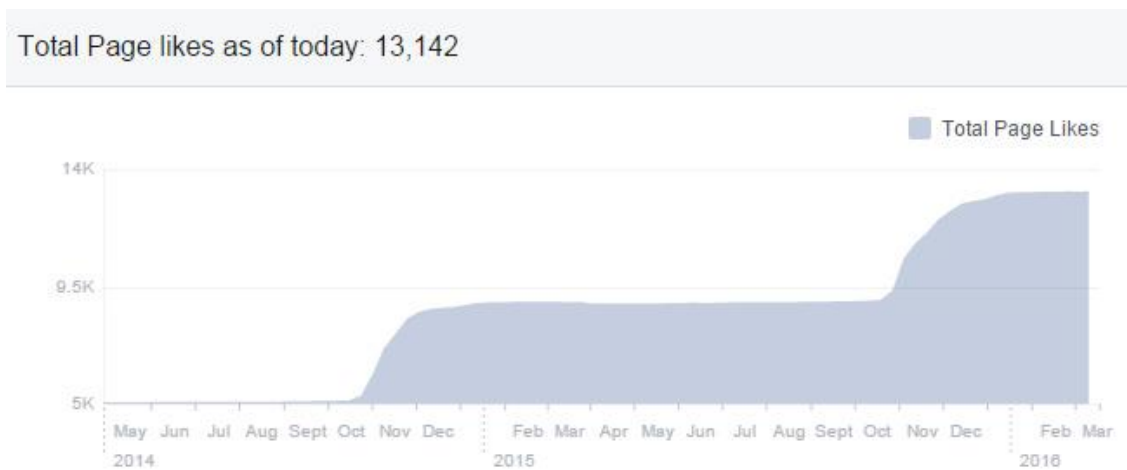 Total Page likes as of today: 13,142
Total Page Likes
14K
9.5K
5K
May Jun Jul Aug Sept Oct Nov Dec Feb Mar Apr May Jun Jul Aug Sept Oct Nov Dec Feb Mar
2014 2015 2016